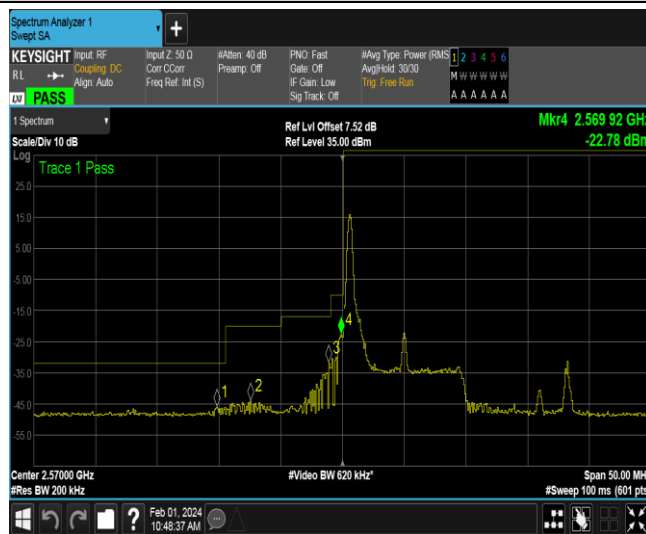 Spectrum Analyzer 1
Swept SA
KEYSIGHT
RL
LXI PASS
Input: RF
Coupling: DC
Align: Auto
Input Z: 50 Ω
Corr CCorr
Freq Ref: Int (S)
#Atten: 40 dB
Preamp: Off
PNO: Fast
Gate: Off
IF Gain: Low
Sig Track: Off
#Avg Type: Power (RMS
Avg|Hold: 30/30
Trig: Free Run
1 2 3 4 5 6
M W W W W W
A A A A A A
1 Spectrum
Scale/Div 10 dB
Ref Lvl Offset 7.52 dB
Ref Level 35.00 dBm
Mkr4 2.569 92 GHz
-22.78 dBm
Log
Trace 1 Pass
25.0
15.0
5.00
-5.00
-15.0
-25.0
-35.0
-45.0
-55.0
1
2
3
4
Center 2.57000 GHz
#Res BW 200 kHz
#Video BW 620 kHz*
Span 50.00 MH
#Sweep 100 ms (601 pts
?
Feb 01, 2024
10:48:37 AM